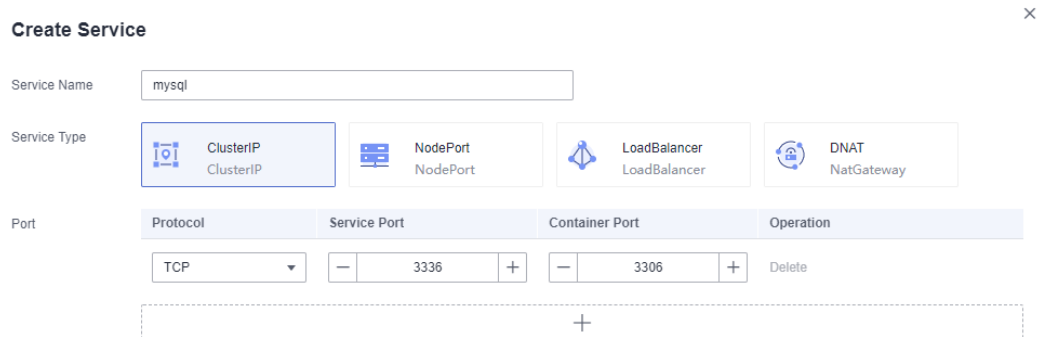 Create Service
Service Name mysql
Service Type
ClusterIP NodePort LoadBalancer DNAT
ClusterIP NodePort LoadBalancer NatGateway
Port Protocol Service Port Container Port Operation
TCP 3336 3306 Delete